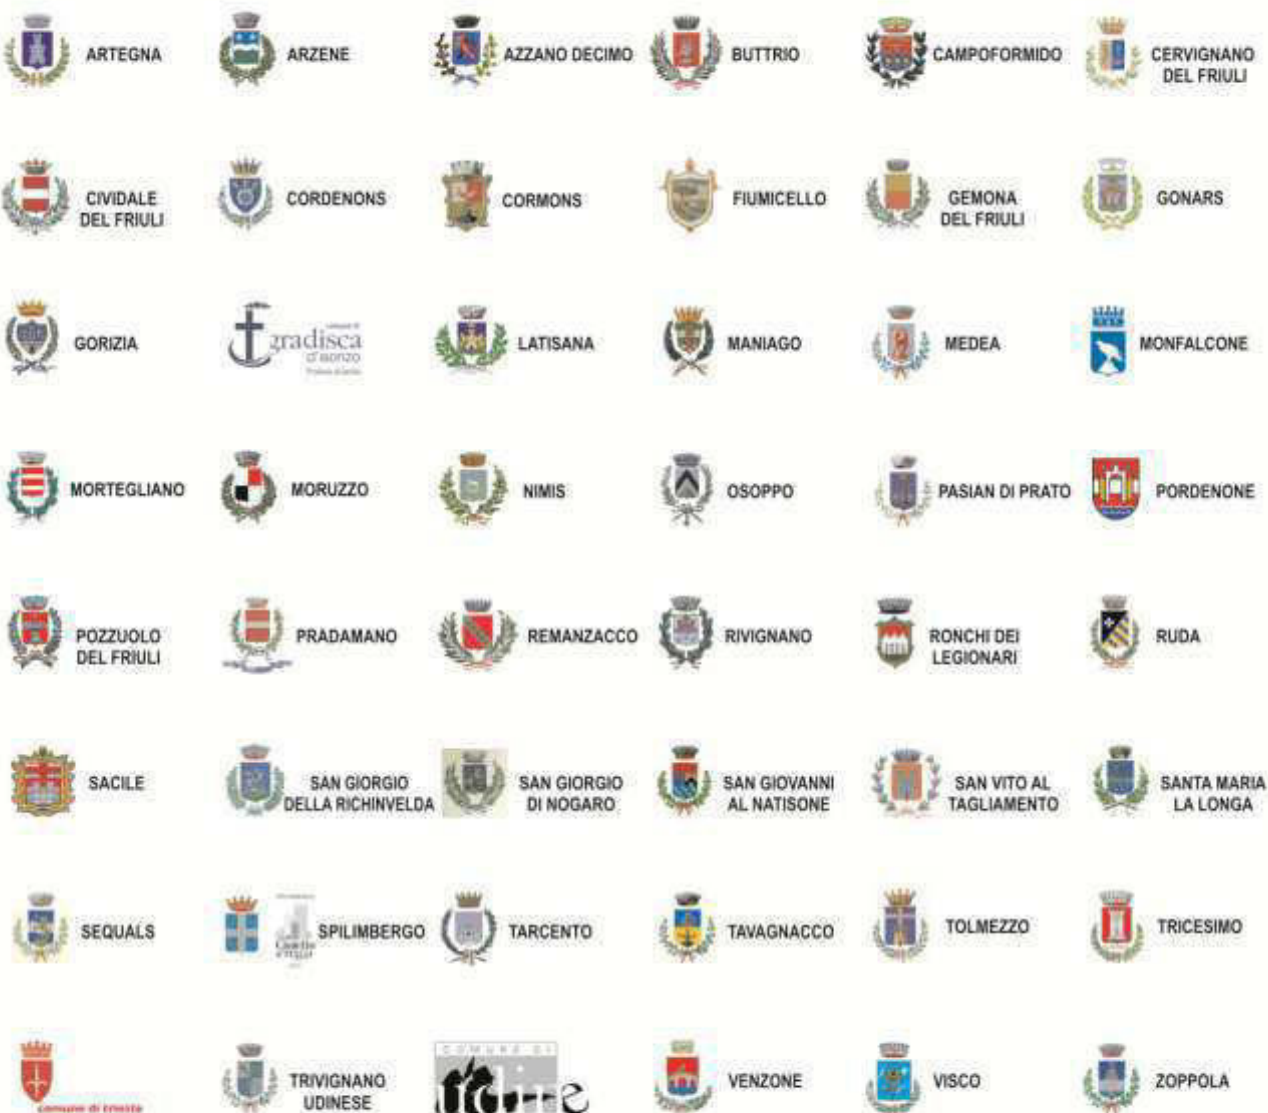 ARTEGNA
ARZENE
AZZANO DECIMO
BUTTRIO
CAMPOFORMIDO
CERVIGNANO
DEL FRIULI
CIVIDALE
DEL FRIULI
CORDENONS
CORMONS
FIUMICELLO
GEMONA
DEL FRIULI
GONARS
GORIZIA
comune di
gradisca
d'isonzo
LATISANA
MANIAGO
MEDEA
MONFALCONE
MORTEGLIANO
MORUZZO
NIMIS
OSOPPO
PASIAN DI PRATO
PORDENONE
POZZUOLO
DEL FRIULI
PRADAMANO
REMANZACCO
RIVIGNANO
RONCHI DEI
LEGIONARI
RUDA
SACILE
SAN GIORGIO
DELLA RICHINVELDA
SAN GIORGIO
DI NOGARO
SAN GIOVANNI
AL NATISONE
SAN VITO AL
TAGLIAMENTO
SANTA MARIA
LA LONGA
SEQUALS
SPILIMBERGO
TARCENTO
TAVAGNACCO
TOLMEZZO
TRICESIMO
comune di trieste
TRIVIGNANO
UDINESE
COMUNE DI
Udine
VENZONE
VISCO
ZOPPOLA